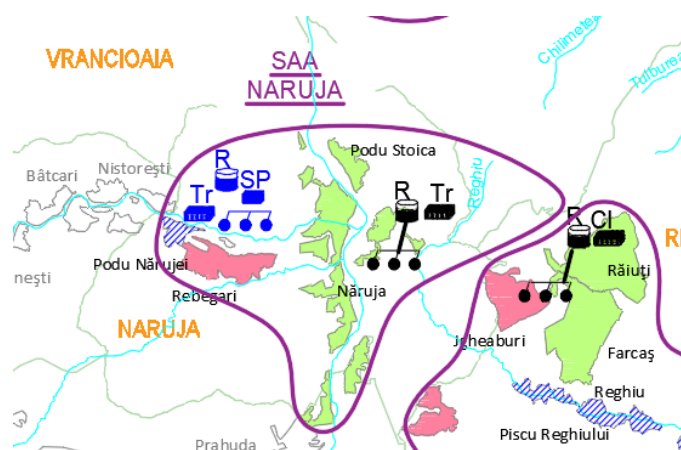 VRANCIOAIA
SAA
NARUJA
Chilimetea
Tulburea
Podu Stoica
Nistorești
Bâtcari
R
SP
Tr
R
Tr
Reghiu
R
Cl
R
Răiuți
nești
Podu Nărujei
Rebegari
Năruja
NARUJA
Jgheaburi
Farcaș
Reghiu
Piscu Reghiului
Prahuda